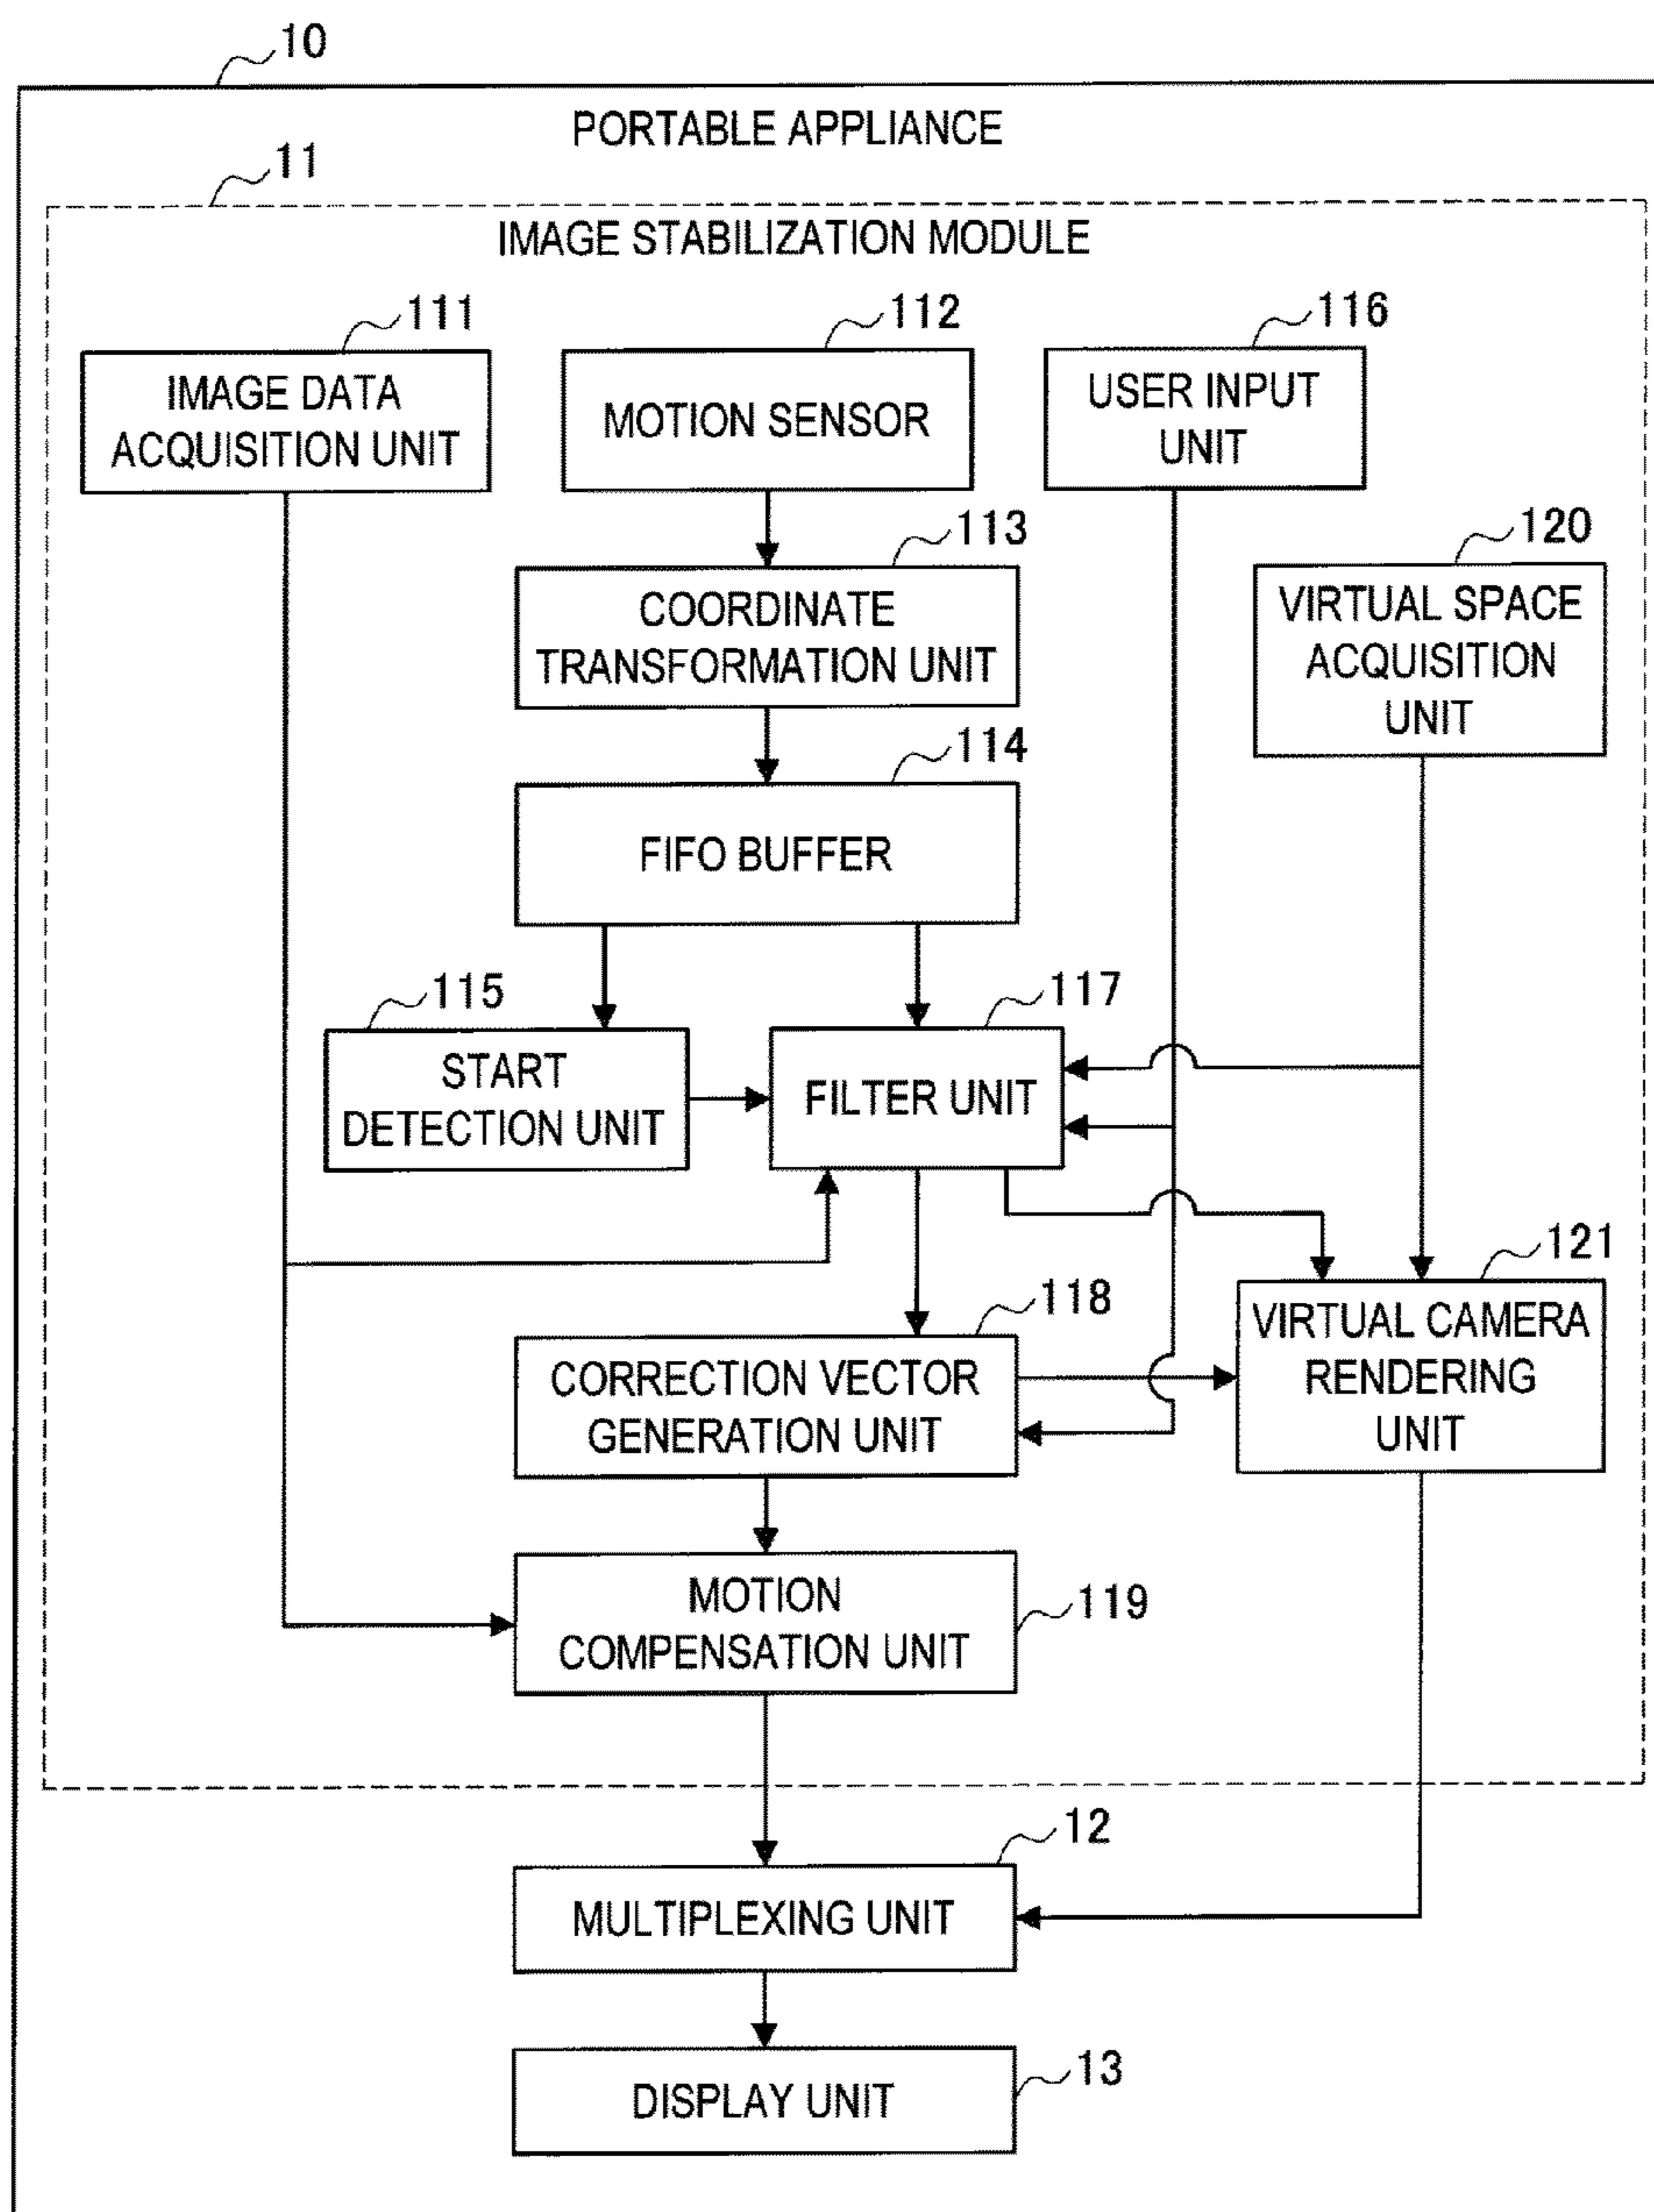 10
PORTABLE APPLIANCE
11
IMAGE STABILIZATION MODULE
111
IMAGE DATA
ACQUISITION UNIT
112
MOTION SENSOR
116
USER INPUT
UNIT
113
COORDINATE
TRANSFORMATION UNIT
120
VIRTUAL SPACE
ACQUISITION
UNIT
114
FIFO BUFFER
115
START
DETECTION UNIT
117
FILTER UNIT
118
CORRECTION VECTOR
GENERATION UNIT
121
VIRTUAL CAMERA
RENDERING
UNIT
MOTION
COMPENSATION UNIT
119
12
MULTIPLEXING UNIT
DISPLAY UNIT
13